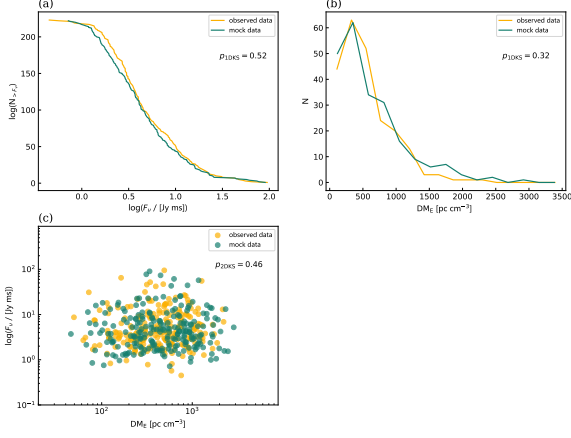 (a)
observed data
mock data
p1DKS = 0.52
log(N>Fν)
200
150
100
50
0
0.0 0.5 1.0 1.5 2.0
log(Fν / [Jy ms])
(b)
observed data
mock data
p1DKS = 0.32
N
60
50
40
30
20
10
0
0 500 1000 1500 2000 2500 3000 3500
DME [pc cm⁻³]
(c)
observed data
mock data
p2DKS = 0.46
log(Fν / [Jy ms])
10²
10¹
10⁰
10⁻¹
10² 10³
DME [pc cm⁻³]